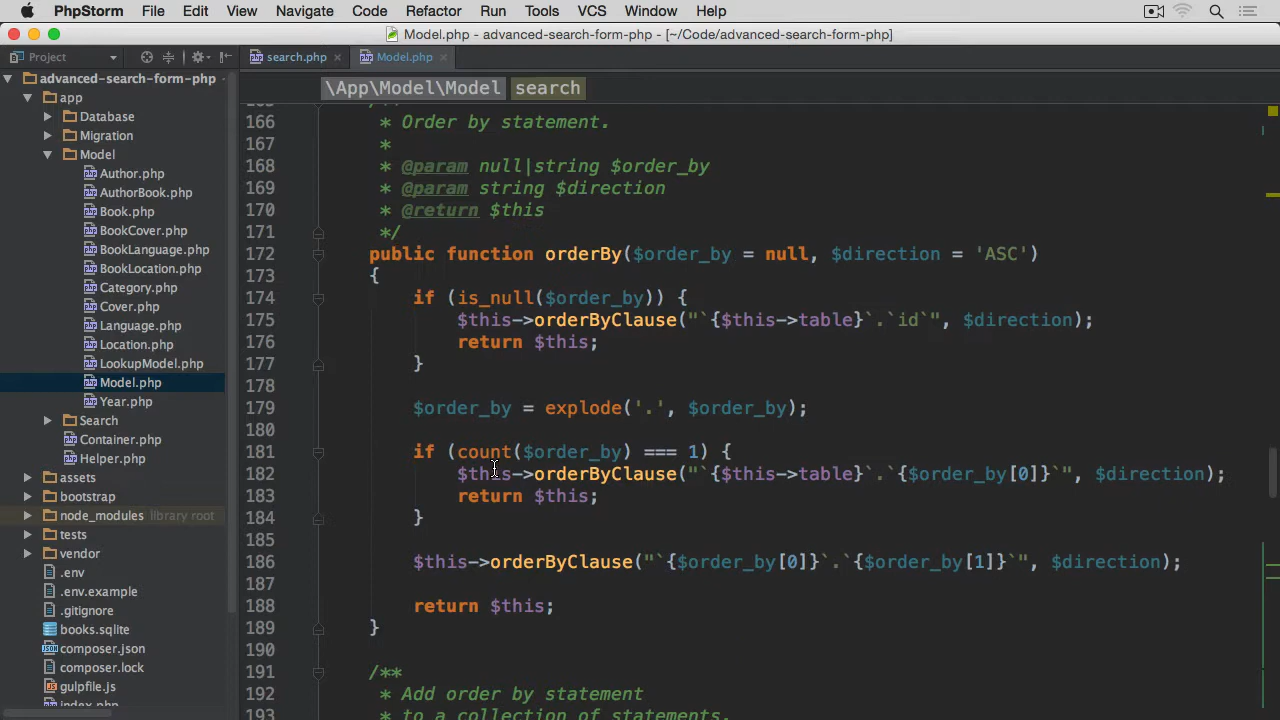 PhpStorm File Edit View Navigate Code Refactor Run Tools VCS Window Help
Model.php - advanced-search-form-php - [~/Code/advanced-search-form-php]
Project
search.php
Model.php
\App\Model\Model search
advanced-search-form-php
app
Database
Migration
Model
Author.php
AuthorBook.php
Book.php
BookCover.php
BookLanguage.php
BookLocation.php
Category.php
Cover.php
Language.php
Location.php
LookupModel.php
Model.php
Year.php
Search
Container.php
Helper.php
assets
bootstrap
node_modules library root
tests
vendor
.env
.env.example
.gitignore
books.sqlite
composer.json
composer.lock
gulpfile.js
index.php
165 /**
166 * Order by statement.
167 *
168 * @param null|string $order_by
169 * @param string $direction
170 * @return $this
171 */
172 public function orderBy($order_by = null, $direction = 'ASC')
173 {
174 if (is_null($order_by)) {
175 $this->orderByClause("`{$this->table}`.`id`", $direction);
176 return $this;
177 }
178
179 $order_by = explode('.', $order_by);
180
181 if (count($order_by) === 1) {
182 $this->orderByClause("`{$this->table}`.`{$order_by[0]}`", $direction);
183 return $this;
184 }
185
186 $this->orderByClause("`{$order_by[0]}`.`{$order_by[1]}`", $direction);
187
188 return $this;
189 }
190
191 /**
192 * Add order by statement
193 * to a collection of statements.